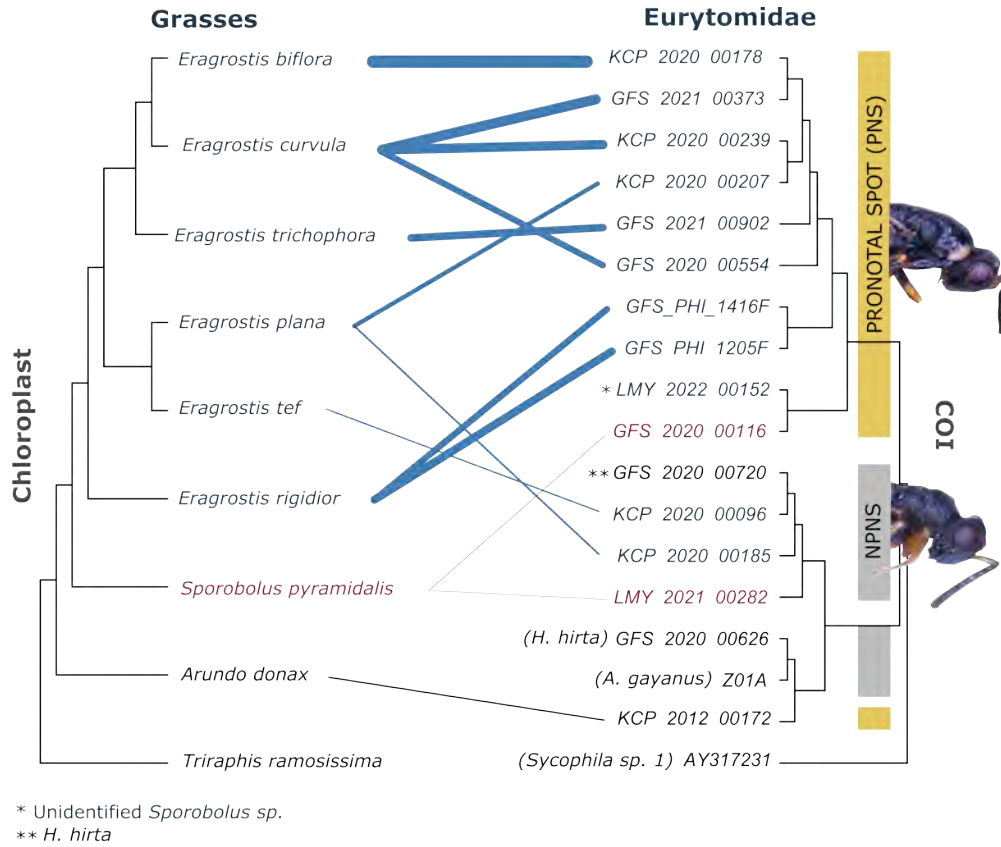 Grasses
Eurytomidae
Eragrostis biflora
Eragrostis curvula
Eragrostis trichophora
Eragrostis plana
Eragrostis tef
Eragrostis rigidior
Sporobolus pyramidalis
Arundo donax
Triraphis ramosissima
Chloroplast
KCP 2020 00178
GFS 2021 00373
KCP 2020 00239
KCP 2020 00207
GFS 2021 00902
GFS 2020 00554
GFS_PHI_1416F
GFS PHI 1205F
* LMY 2022 00152
GFS 2020 00116
** GFS 2020 00720
KCP 2020 00096
KCP 2020 00185
LMY 2021 00282
(H. hirta) GFS 2020 00626
(A. gayanus) Z01A
KCP 2012 00172
(Sycophila sp. 1) AY317231
PRONOTAL SPOT (PNS)
NPNS
COI
* Unidentified Sporobolus sp.
** H. hirta